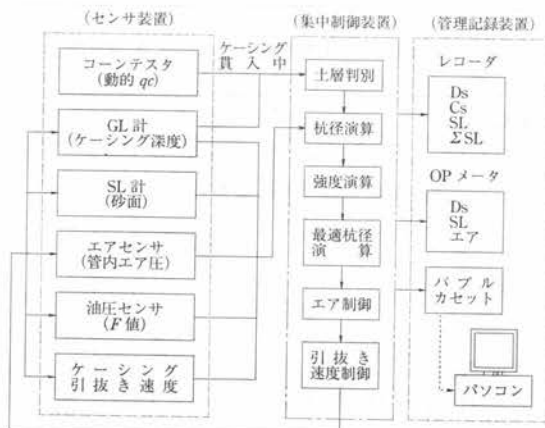 (センサ装置)
コーンテスタ
(動的qc)
GL計
(ケーシング深度)
SL計
(砂面)
エアセンサ
(管内エア圧)
油圧センサ
(F値)
ケーシング
引抜き速度
ケーシング
貫入中
(集中制御装置)
土層判別
杭径演算
強度演算
最適杭径
演算
エア制御
引抜き
速度制御
(管理記録装置)
レコーダ
Ds
Cs
SL
ΣSL
OPメータ
Ds
SL
エア
バブル
カセット
パソコン